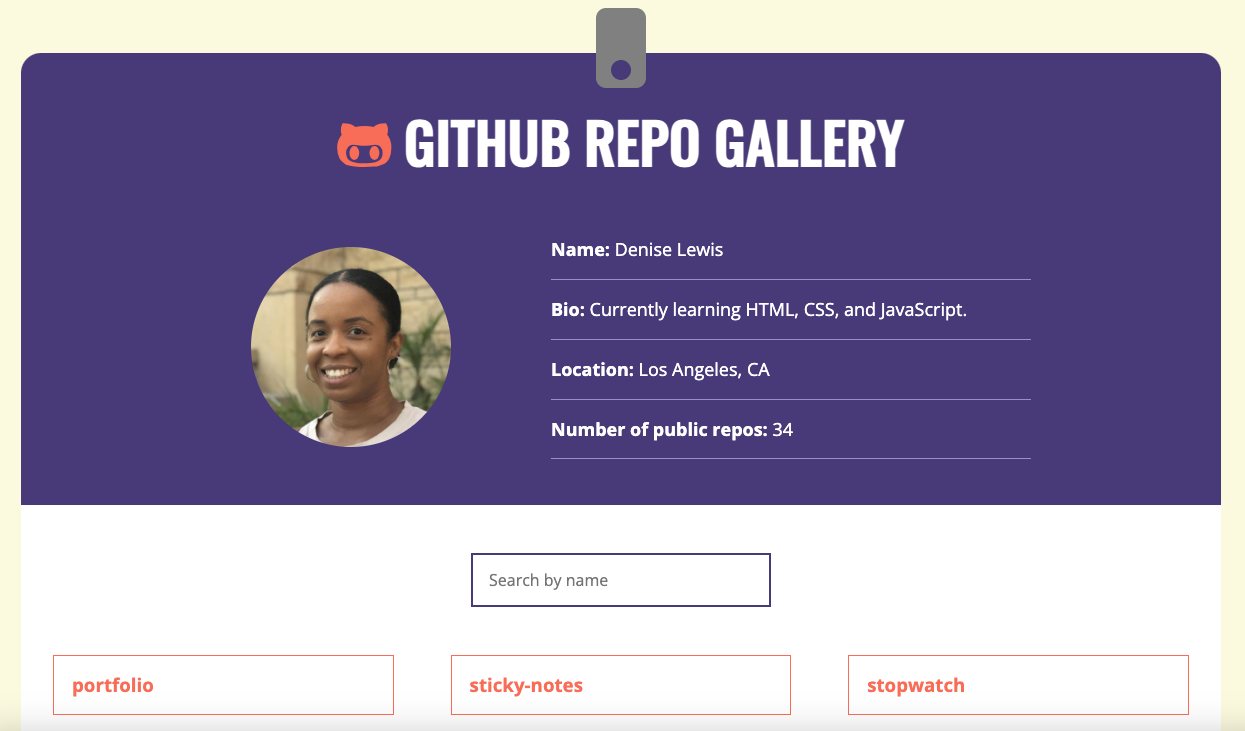 GITHUB REPO GALLERY
Name: Denise Lewis
Bio: Currently learning HTML, CSS, and JavaScript.
Location: Los Angeles, CA
Number of public repos: 34
Search by name
portfolio
sticky-notes
stopwatch